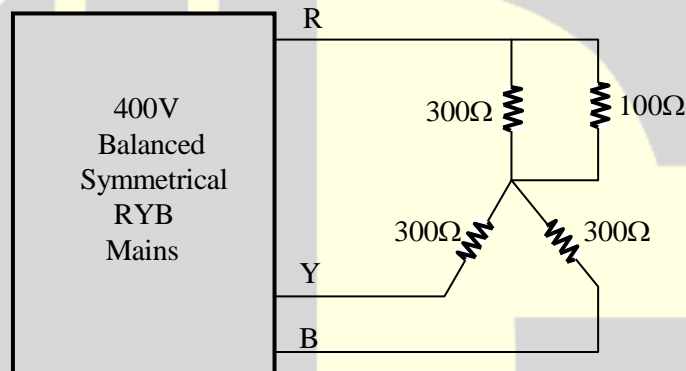 R
300Ω
100Ω
400V
Balanced
Symmetrical
RYB
Mains
300Ω
300Ω
Y
B